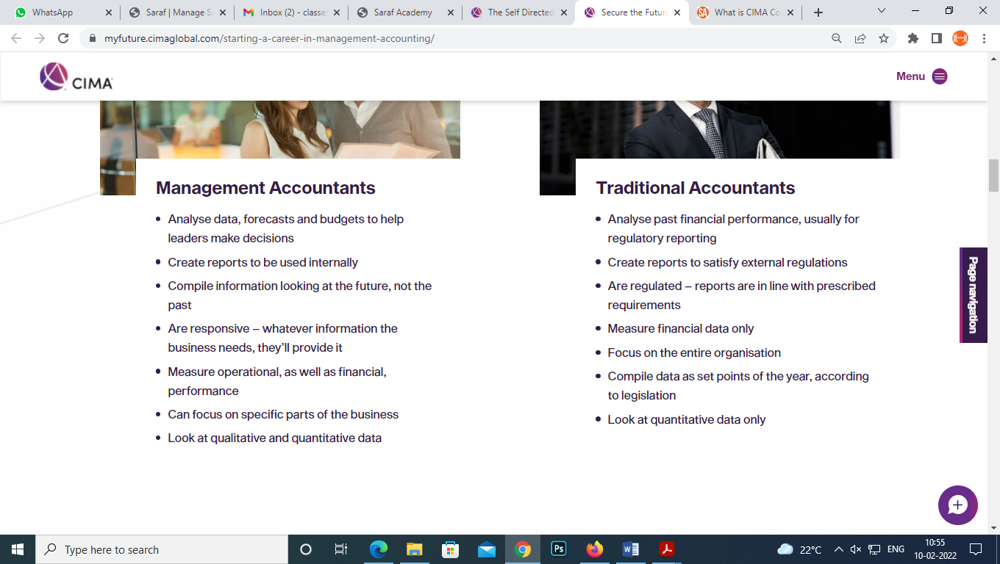 WhatsApp
Saraf | Manage S
Inbox (2) - classe
Saraf Academy
The Self Directed
Secure the Futur
SA
What is CIMA Co
myfuture.cimaglobal.com/starting-a-career-in-management-accounting/
CIMA
Menu
Management Accountants
Analyse data, forecasts and budgets to help
leaders make decisions
Create reports to be used internally
Compile information looking at the future, not the
past
Are responsive – whatever information the
business needs, they’ll provide it
Measure operational, as well as financial,
performance
Can focus on specific parts of the business
Look at qualitative and quantitative data
Traditional Accountants
Analyse past financial performance, usually for
regulatory reporting
Create reports to satisfy external regulations
Are regulated – reports are in line with prescribed
requirements
Measure financial data only
Focus on the entire organisation
Compile data as set points of the year, according
to legislation
Look at quantitative data only
Page navigation
Type here to search
Ps
22°C
ENG
10:55
10-02-2022